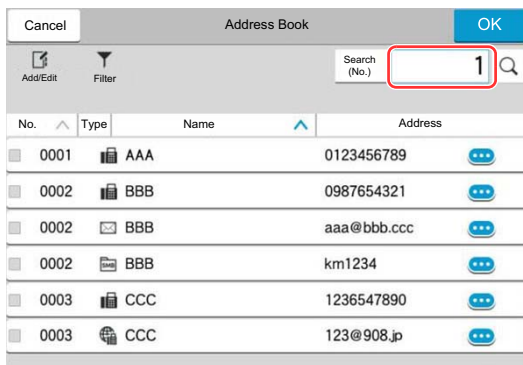 Cancel Address Book OK
Add/Edit Filter Search (No.) 1
No. Type Name Address
0001 AAA 0123456789
0002 BBB 0987654321
0002 BBB aaa@bbb.ccc
0002 SMB BBB km1234
0003 CCC 1236547890
0003 CCC 123@908.jp